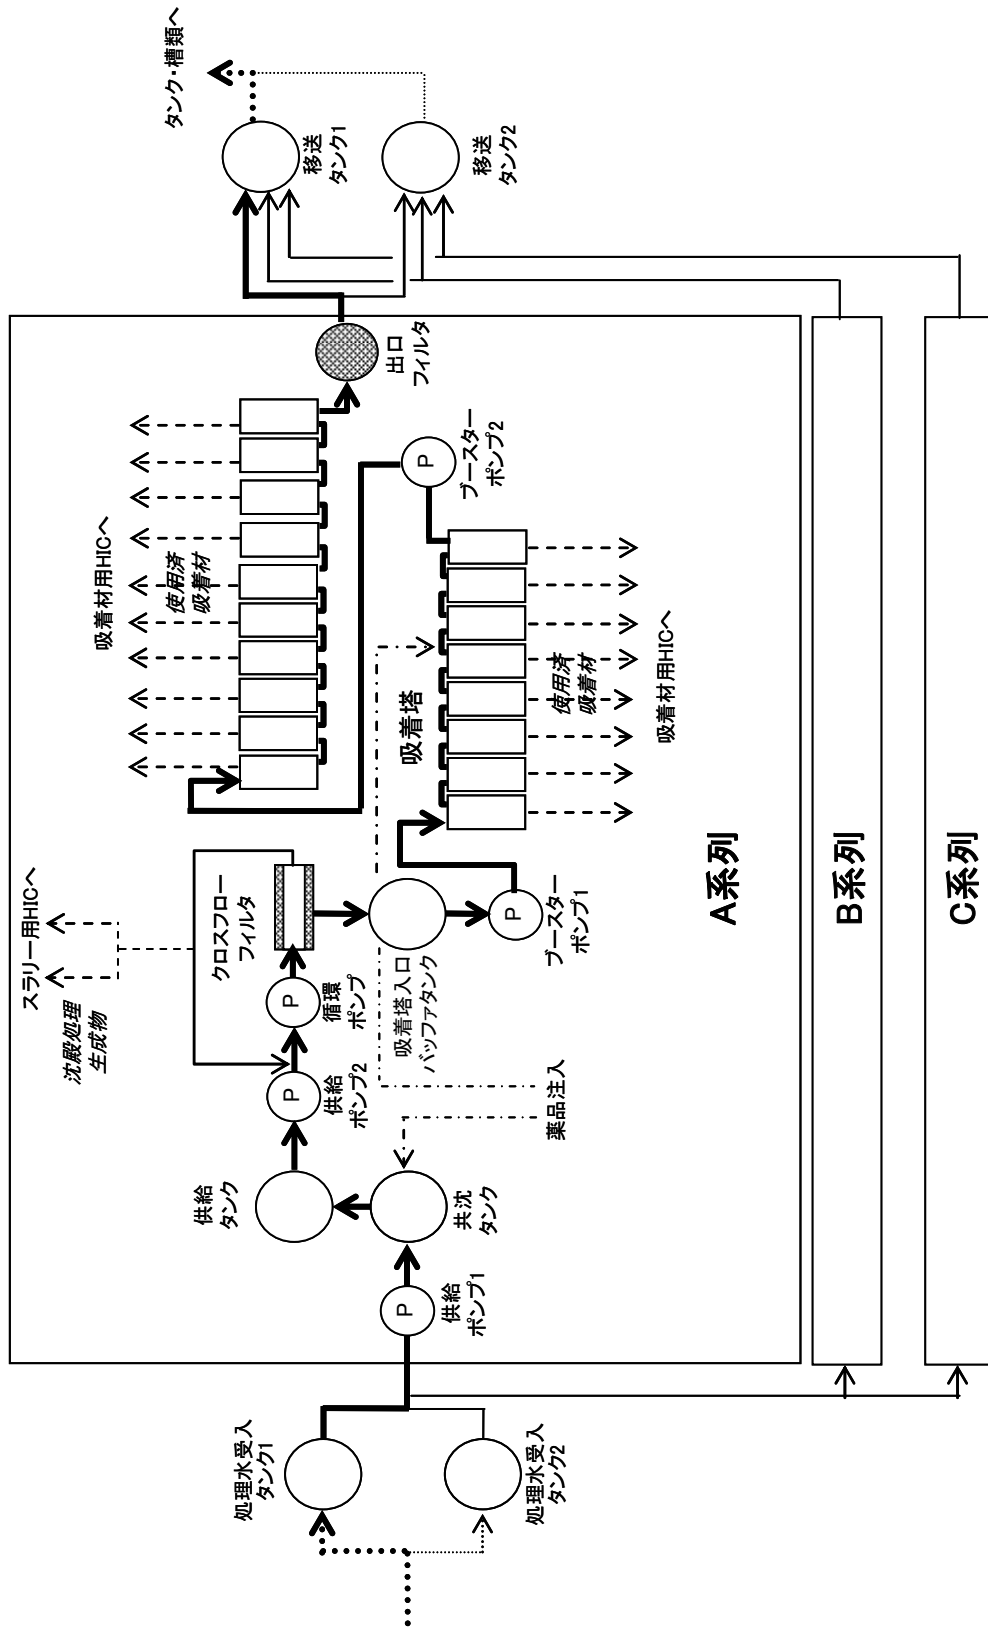 処理水受入
タンク1
処理水受入
タンク2
P
供給
ポンプ1
共沈
タンク
供給
タンク
薬品注入
P
供給
ポンプ2
P
循環
ポンプ
クロスフロー
フィルタ
スラリー用HICへ
沈殿処理
生成物
吸着塔入口
バッファタンク
P
ブースター
ポンプ1
吸着塔
使用済
吸着材
吸着材用HICへ
P
ブースター
ポンプ2
吸着材用HICへ
使用済
吸着材
出口
フィルタ
移送
タンク1
移送
タンク2
タンク・槽類へ
A系列
B系列
C系列